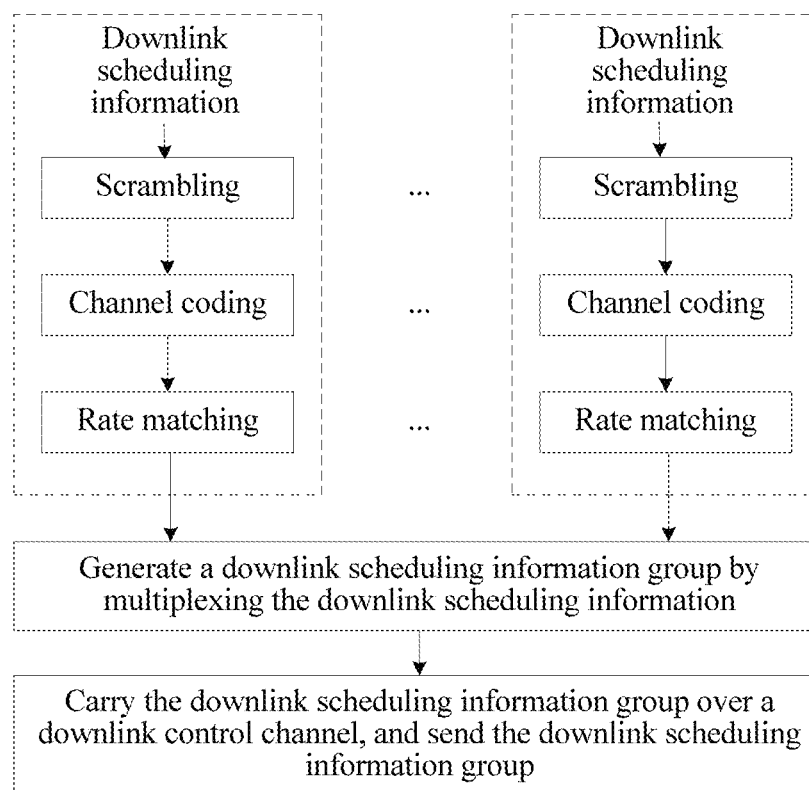 Downlink
scheduling
information
Downlink
scheduling
information
Scrambling
...
Scrambling
Channel coding
...
Channel coding
Rate matching
...
Rate matching
Generate a downlink scheduling information group by
multiplexing the downlink scheduling information
Carry the downlink scheduling information group over a
downlink control channel, and send the downlink scheduling
information group